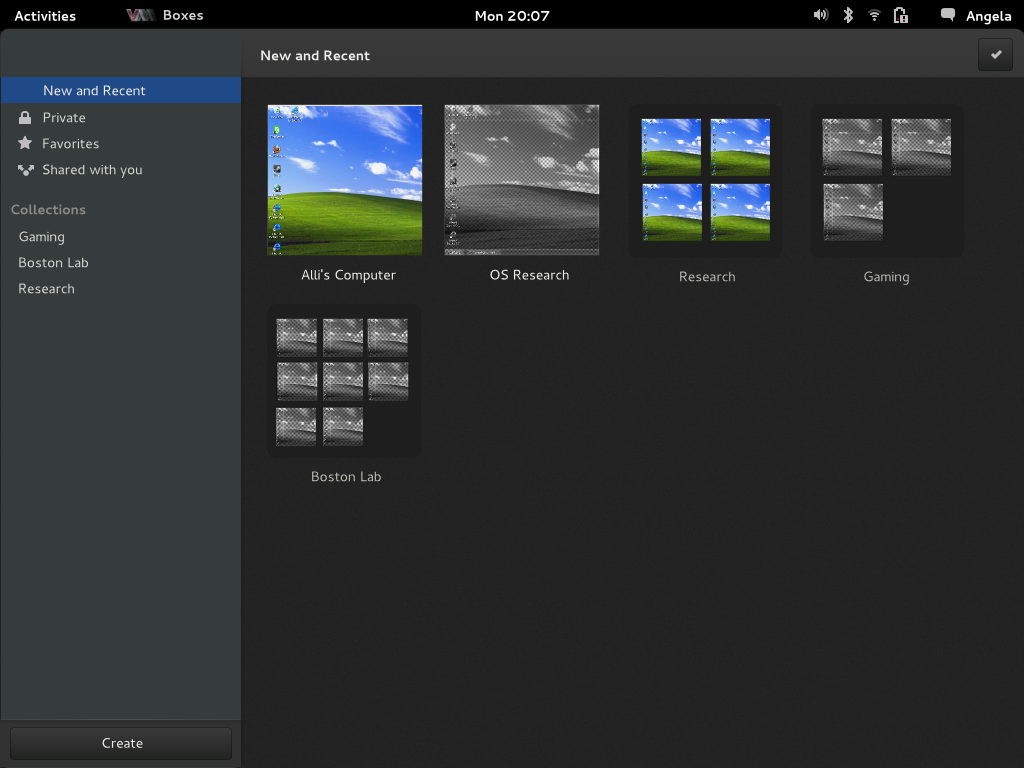 Activities
Boxes
Mon 20:07
Angela
New and Recent
Private
Favorites
Shared with you
Collections
Gaming
Boston Lab
Research
Create
New and Recent
Alli's Computer
OS Research
Research
Gaming
Boston Lab